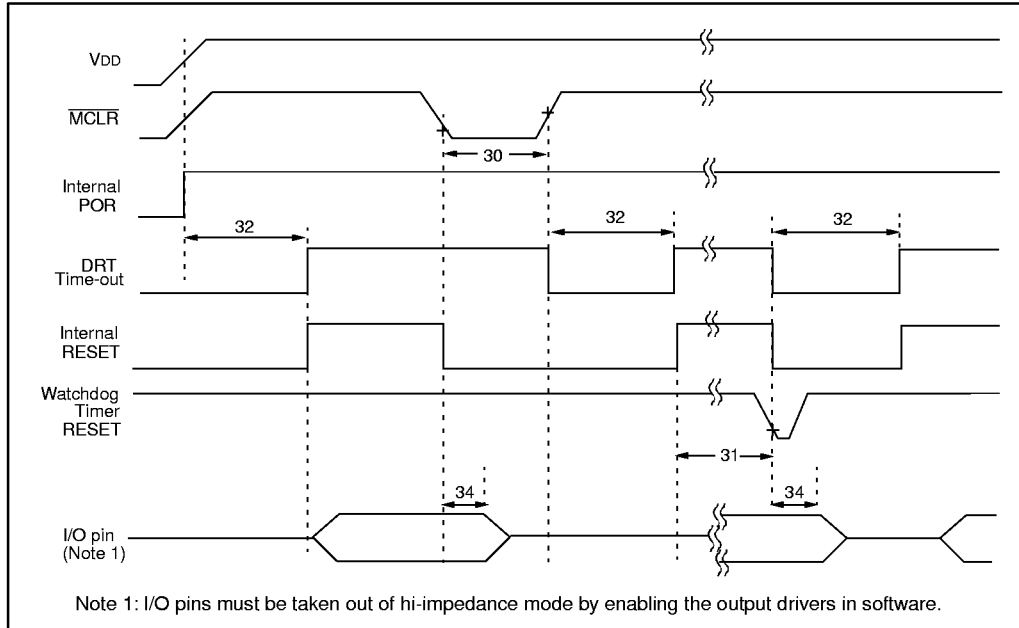 VDD
MCLR
30
Internal
POR
32
32
32
DRT
Time-out
Internal
RESET
Watchdog
Timer
RESET
31
34
34
I/O pin
(Note 1)
Note 1: I/O pins must be taken out of hi-impedance mode by enabling the output drivers in software.